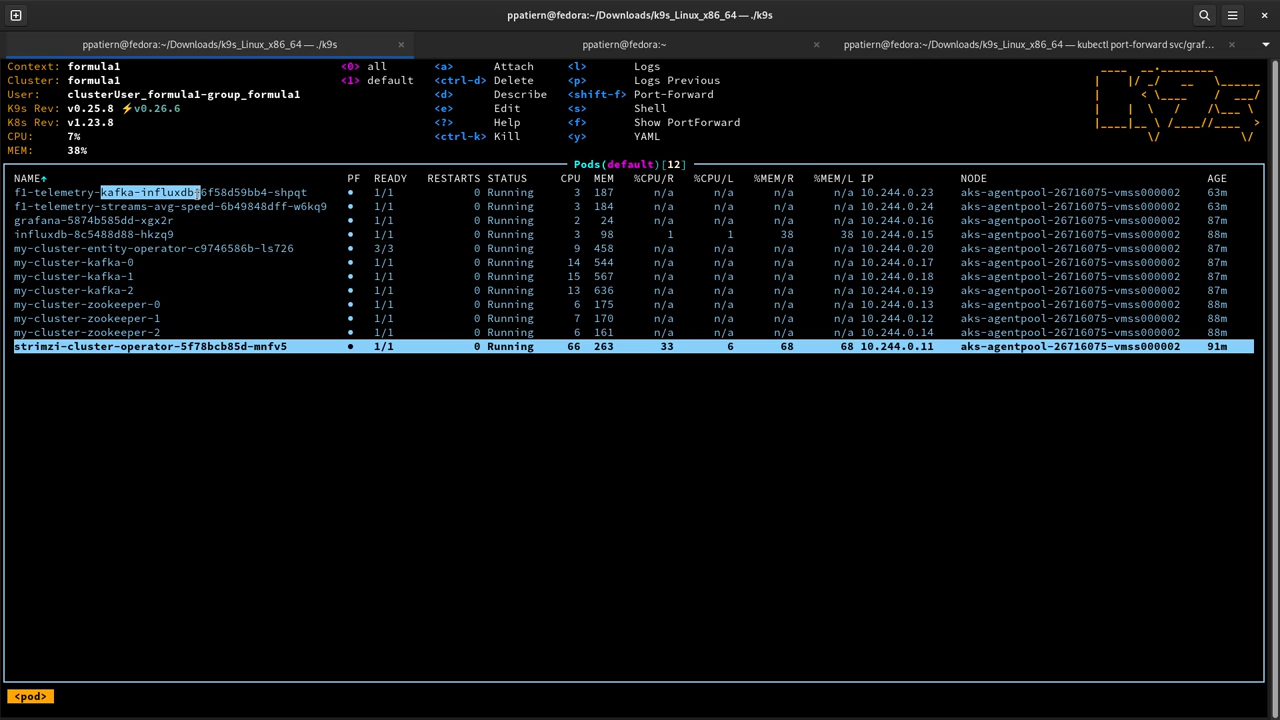 ppatiern@fedora:~/Downloads/k9s_Linux_x86_64 — ./k9s
ppatiern@fedora:~/Downloads/k9s_Linux_x86_64 — ./k9s × ppatiern@fedora:~ × ppatiern@fedora:~/Downloads/k9s_Linux_x86_64 — kubectl port-forward svc/graf... ×
Context: formula1 <0> all <a> Attach <l> Logs
Cluster: formula1 <1> default <ctrl-d> Delete <p> Logs Previous
User: clusterUser_formula1-group_formula1 <d> Describe <shift-f> Port-Forward
K9s Rev: v0.25.8 ⚡v0.26.6 <e> Edit <s> Shell
K8s Rev: v1.23.8 <?> Help <f> Show PortForward
CPU: 7% <ctrl-k> Kill <y> YAML
MEM: 38%
Pods(default)[12]
NAME↑ PF READY RESTARTS STATUS CPU MEM %CPU/R %CPU/L %MEM/R %MEM/L IP NODE AGE
f1-telemetry-kafka-influxdb-6f58d59bb4-shpqt ● 1/1 0 Running 3 187 n/a n/a n/a n/a 10.244.0.23 aks-agentpool-26716075-vmss000002 63m
f1-telemetry-streams-avg-speed-6b49848dff-w6kq9 ● 1/1 0 Running 3 184 n/a n/a n/a n/a 10.244.0.24 aks-agentpool-26716075-vmss000002 63m
grafana-5874b585dd-xgx2r ● 1/1 0 Running 2 24 n/a n/a n/a n/a 10.244.0.16 aks-agentpool-26716075-vmss000002 87m
influxdb-8c5488d88-hkzq9 ● 1/1 0 Running 3 98 1 1 38 38 10.244.0.15 aks-agentpool-26716075-vmss000002 88m
my-cluster-entity-operator-c9746586b-ls726 ● 3/3 0 Running 9 458 n/a n/a n/a n/a 10.244.0.20 aks-agentpool-26716075-vmss000002 87m
my-cluster-kafka-0 ● 1/1 0 Running 14 544 n/a n/a n/a n/a 10.244.0.17 aks-agentpool-26716075-vmss000002 87m
my-cluster-kafka-1 ● 1/1 0 Running 15 567 n/a n/a n/a n/a 10.244.0.18 aks-agentpool-26716075-vmss000002 87m
my-cluster-kafka-2 ● 1/1 0 Running 13 636 n/a n/a n/a n/a 10.244.0.19 aks-agentpool-26716075-vmss000002 87m
my-cluster-zookeeper-0 ● 1/1 0 Running 6 175 n/a n/a n/a n/a 10.244.0.13 aks-agentpool-26716075-vmss000002 88m
my-cluster-zookeeper-1 ● 1/1 0 Running 7 170 n/a n/a n/a n/a 10.244.0.12 aks-agentpool-26716075-vmss000002 88m
my-cluster-zookeeper-2 ● 1/1 0 Running 6 161 n/a n/a n/a n/a 10.244.0.14 aks-agentpool-26716075-vmss000002 88m
strimzi-cluster-operator-5f78bcb85d-mnfv5 ● 1/1 0 Running 66 263 33 6 68 68 10.244.0.11 aks-agentpool-26716075-vmss000002 91m
<pod>